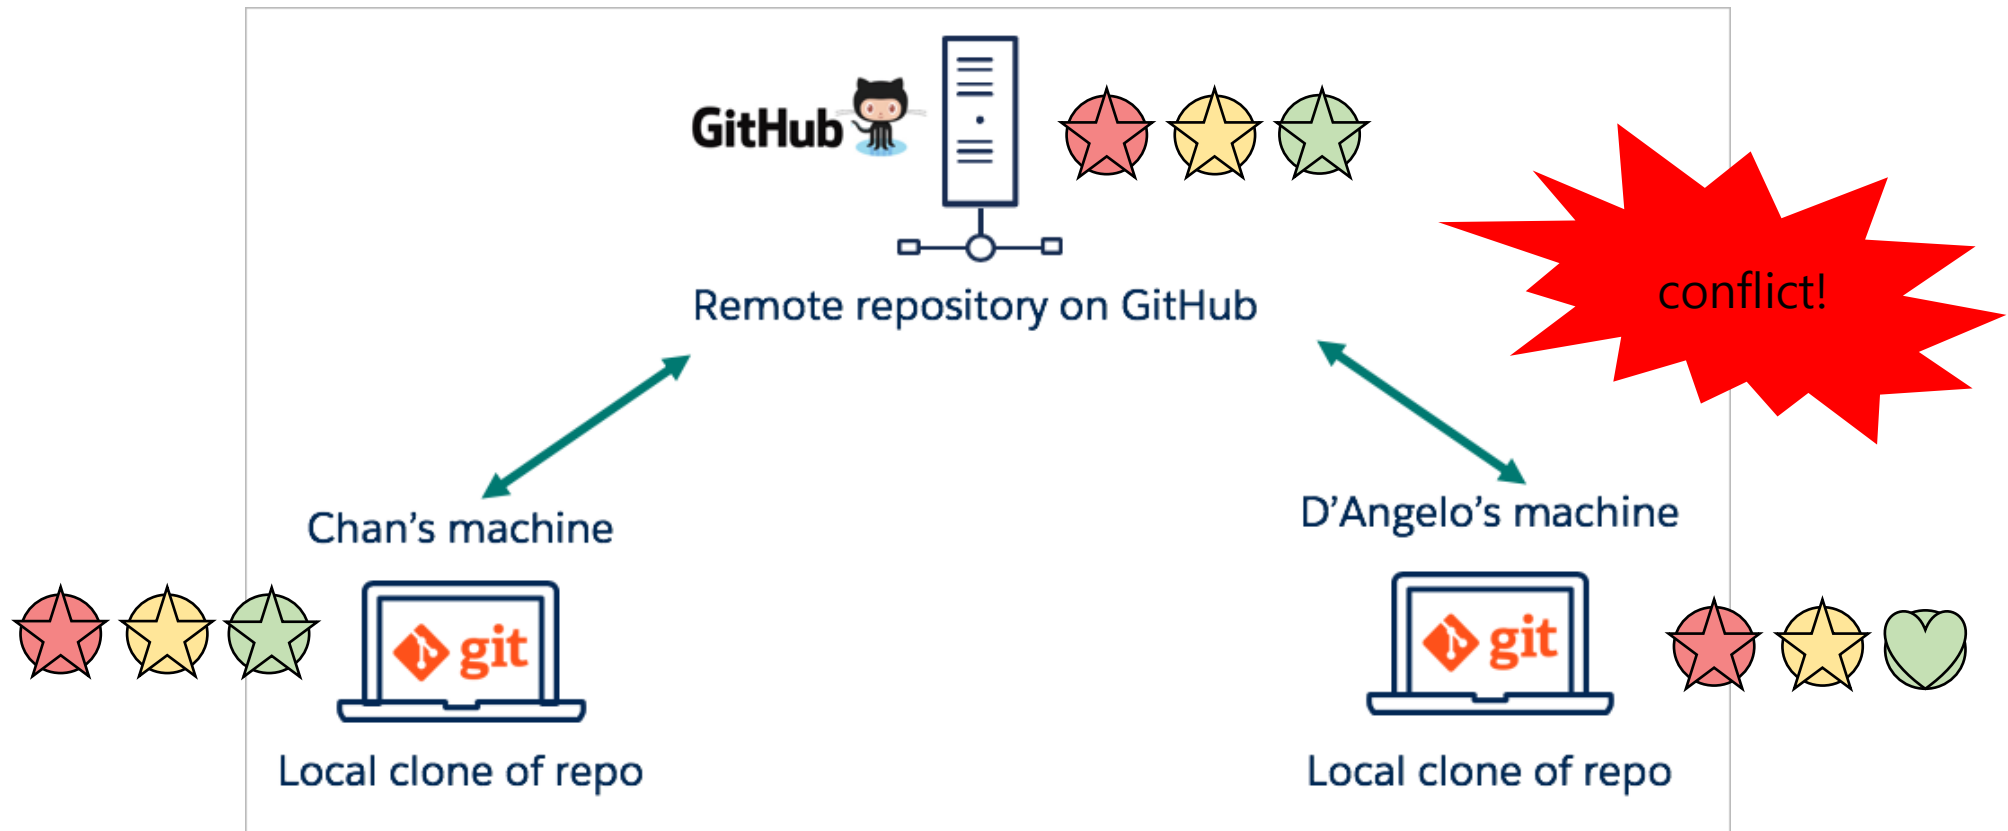 GitHub
conflict!
Remote repository on GitHub
Chan's machine
D'Angelo's machine
git
git
Local clone of repo
Local clone of repo